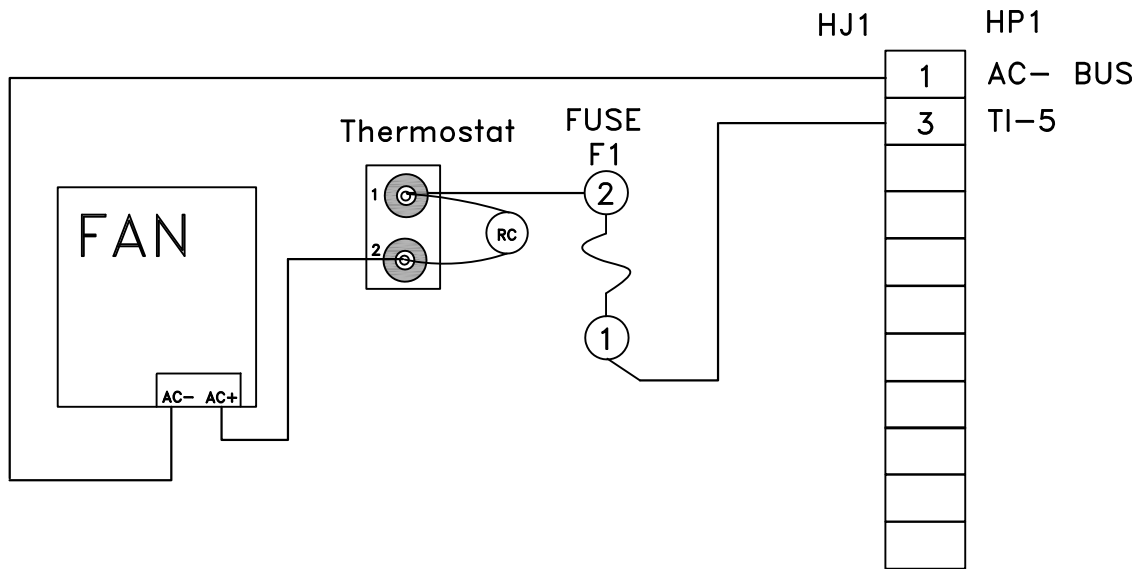 HJ1 HP1
1 AC- BUS
3 TI-5
Thermostat
FUSE
F1
1
2
2
RC
FAN
1
AC- AC+